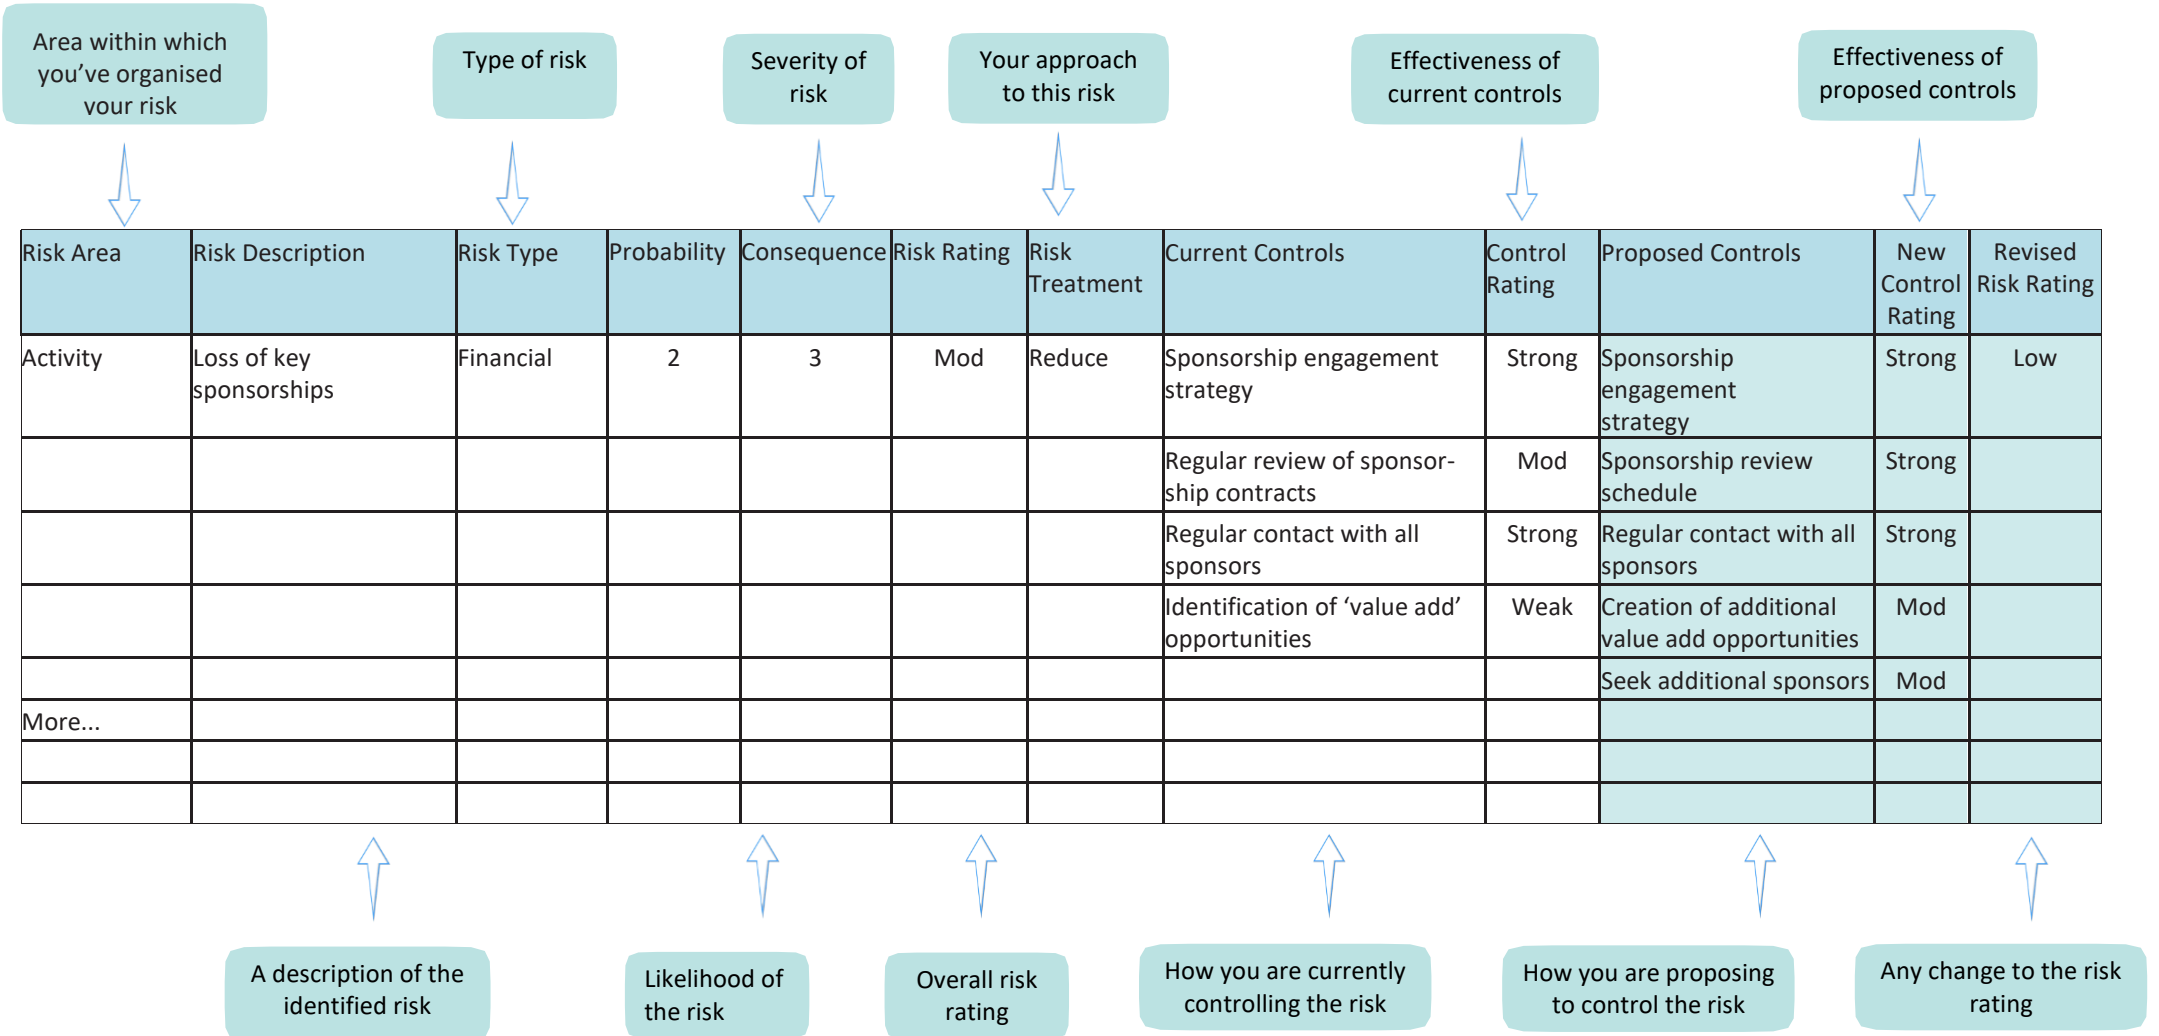 Area within which
you've organised
your risk
Type of risk
Severity of
risk
Your approach
to this risk
Effectiveness of
current controls
Effectiveness of
proposed controls
Risk Area
Risk Description
Risk Type
Probability
Consequence
Risk Rating
Risk
Treatment
Current Controls
Control
Rating
Proposed Controls
New
Control
Rating
Revised
Risk Rating
Activity
Loss of key
sponsorships
Financial
2
3
Mod
Reduce
Sponsorship engagement
strategy
Strong
Sponsorship
engagement
strategy
Strong
Low
Regular review of sponsor-
ship contracts
Mod
Sponsorship review
schedule
Strong
Regular contact with all
sponsors
Strong
Regular contact with all
sponsors
Strong
Identification of ‘value add’
opportunities
Weak
Creation of additional
value add opportunities
Mod
Seek additional sponsors
Mod
More...
A description of the
identified risk
Likelihood of
the risk
Overall risk
rating
How you are currently
controlling the risk
How you are proposing
to control the risk
Any change to the risk
rating